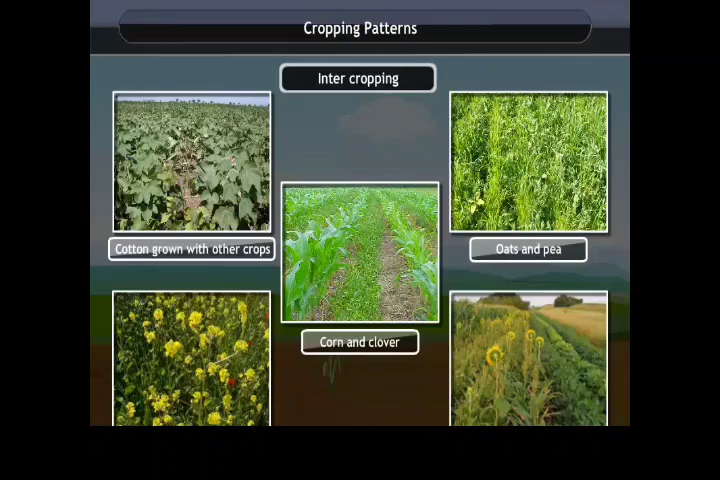 Cropping Patterns
Inter cropping
Cotton grown with other crops
Oats and pea
Corn and clover